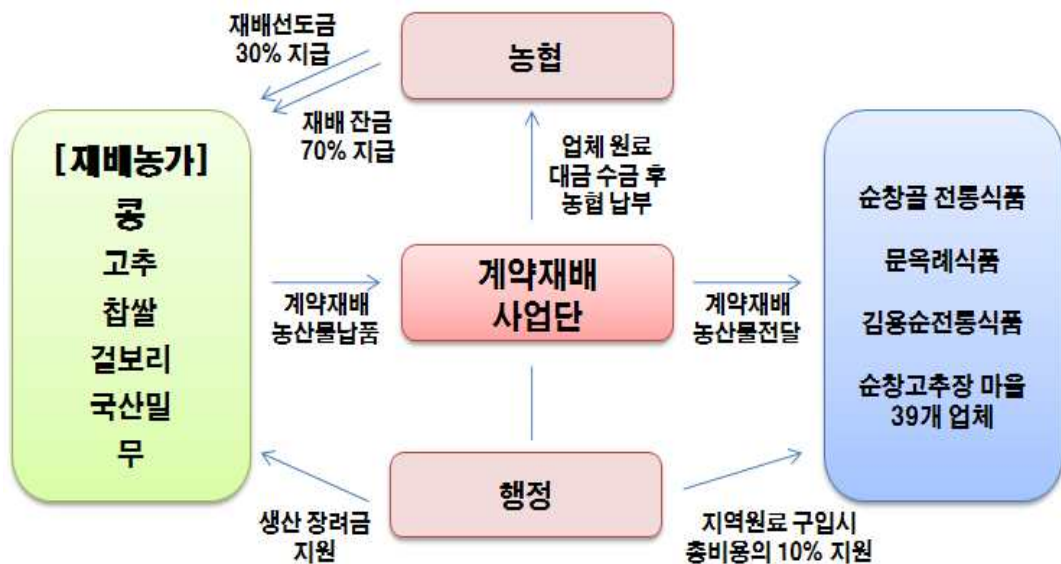 재배선도금
30% 지급
농협
재배 잔금
70% 지급
업체 원료
대금 수금 후
농협 납부
[재배농가]
콩
고추
찹쌀
겉보리
국산밀
무
계약재배
농산물납품
계약재배
사업단
계약재배
농산물전달
순창골 전통식품
문옥례식품
김용순전통식품
순창고추장 마을
39개 업체
행정
생산 장려금
지원
지역원료 구입시
총비용의 10% 지원